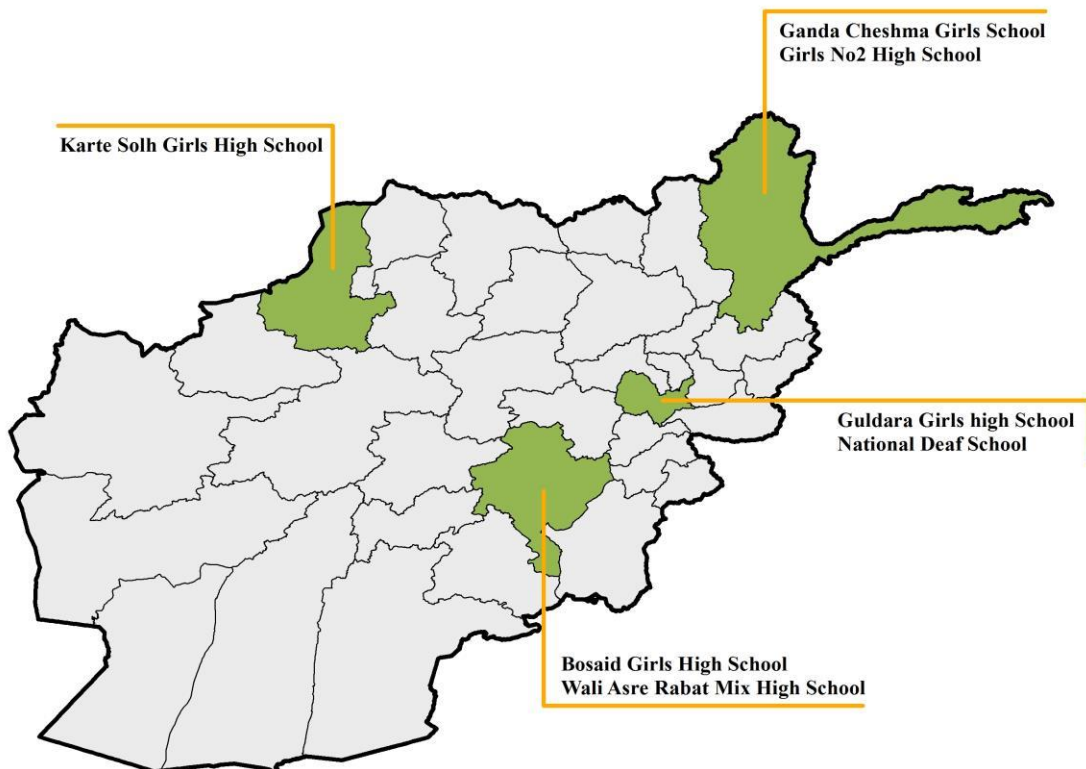 Ganda Cheshma Girls School
Girls No2 High School
Karte Solh Girls High School
Guldara Girls high School
National Deaf School
Bosaid Girls High School
Wali Asre Rabat Mix High School